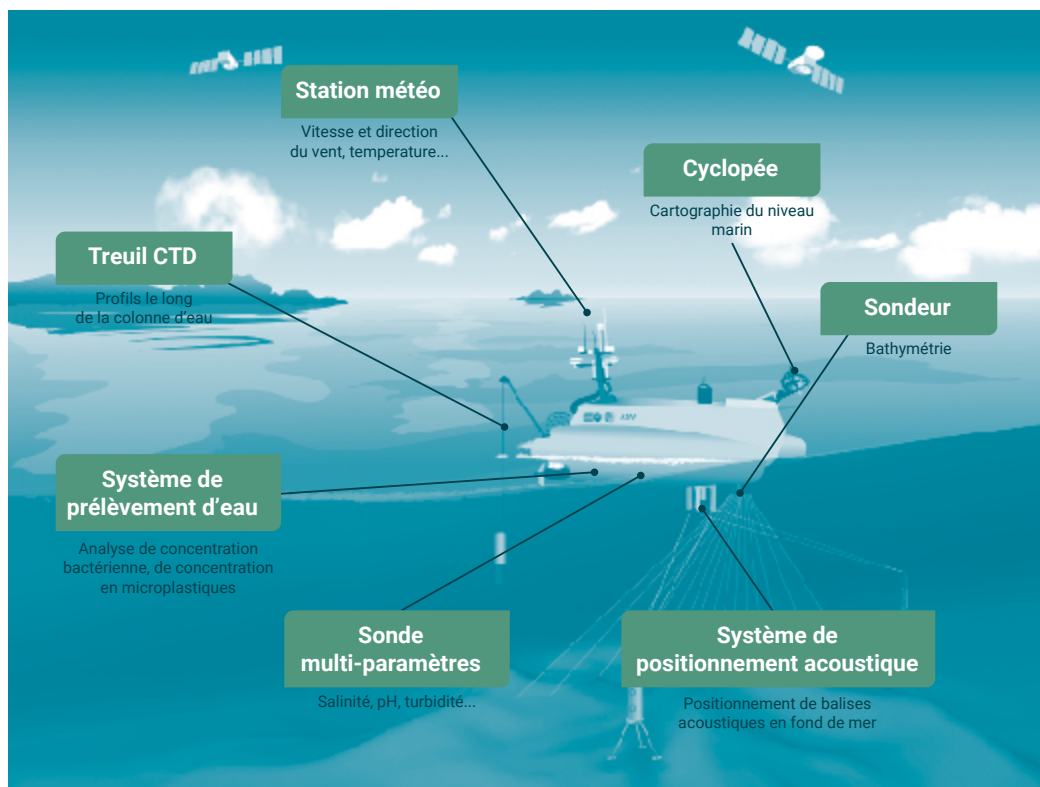 Station météo
Vitesse et direction
du vent, temperature...
Cyclopée
Cartographie du niveau
marin
Treuil CTD
Profils le long
de la colonne d'eau
Sondeur
Bathymétrie
Système de
prélèvement d'eau
Analyse de concentration
bactérienne, de concentration
en microplastiques
Sonde
multi-paramètres
Salinité, pH, turbidité...
Système de
positionnement acoustique
Positionnement de balises
acoustiques en fond de mer